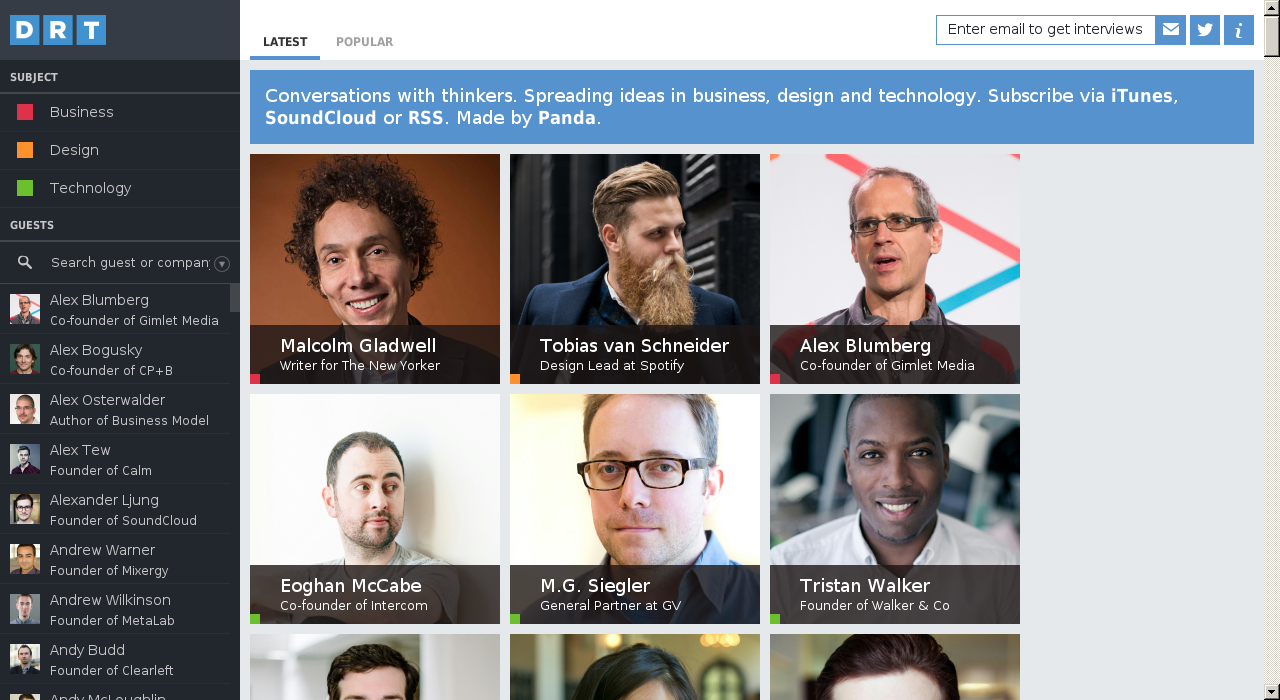 DRT
LATEST
POPULAR
Enter email to get interviews
SUBJECT
Business
Design
Technology
GUESTS
Search guest or compan
Alex Blumberg
Co-founder of Gimlet Media
Alex Bogusky
Co-founder of CP+B
Alex Osterwalder
Author of Business Model
Alex Tew
Founder of Calm
Alexander Ljung
Founder of SoundCloud
Andrew Warner
Founder of Mixergy
Andrew Wilkinson
Founder of MetaLab
Andy Budd
Founder of Clearleft
Andy McLoughlin
Conversations with thinkers. Spreading ideas in business, design and technology. Subscribe via iTunes,
SoundCloud or RSS. Made by Panda.
Malcolm Gladwell
Writer for The New Yorker
Tobias van Schneider
Design Lead at Spotify
Alex Blumberg
Co-founder of Gimlet Media
Eoghan McCabe
Co-founder of Intercom
M.G. Siegler
General Partner at GV
Tristan Walker
Founder of Walker & Co